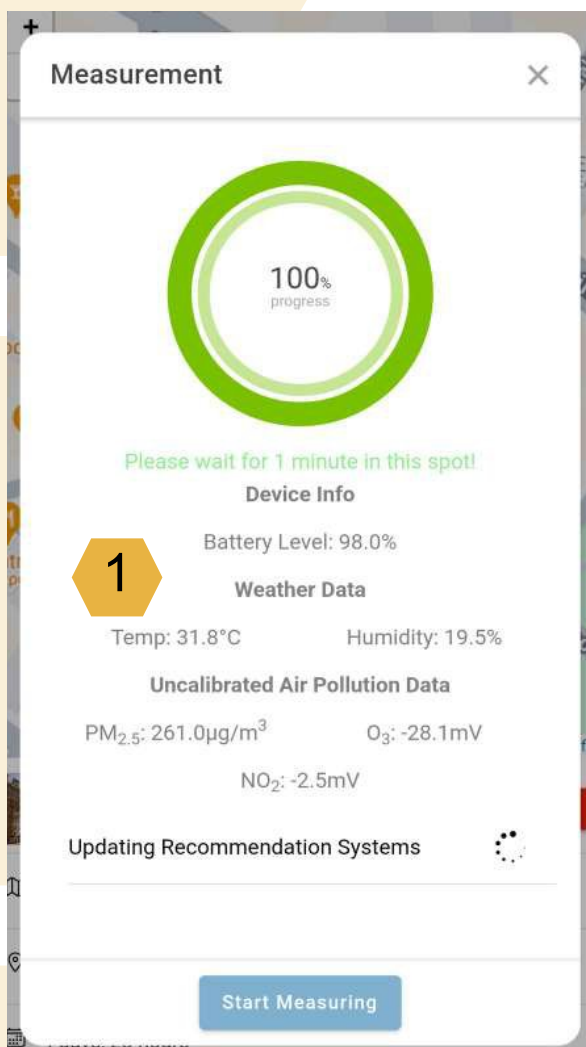 +
Measurement
×
100%
progress
Please wait for 1 minute in this spot!
Device Info
Battery Level: 98.0%
1
Weather Data
Temp: 31.8°C Humidity: 19.5%
Uncalibrated Air Pollution Data
PM2.5: 261.0µg/m³ O3: -28.1mV
NO2: -2.5mV
Updating Recommendation Systems
Start Measuring